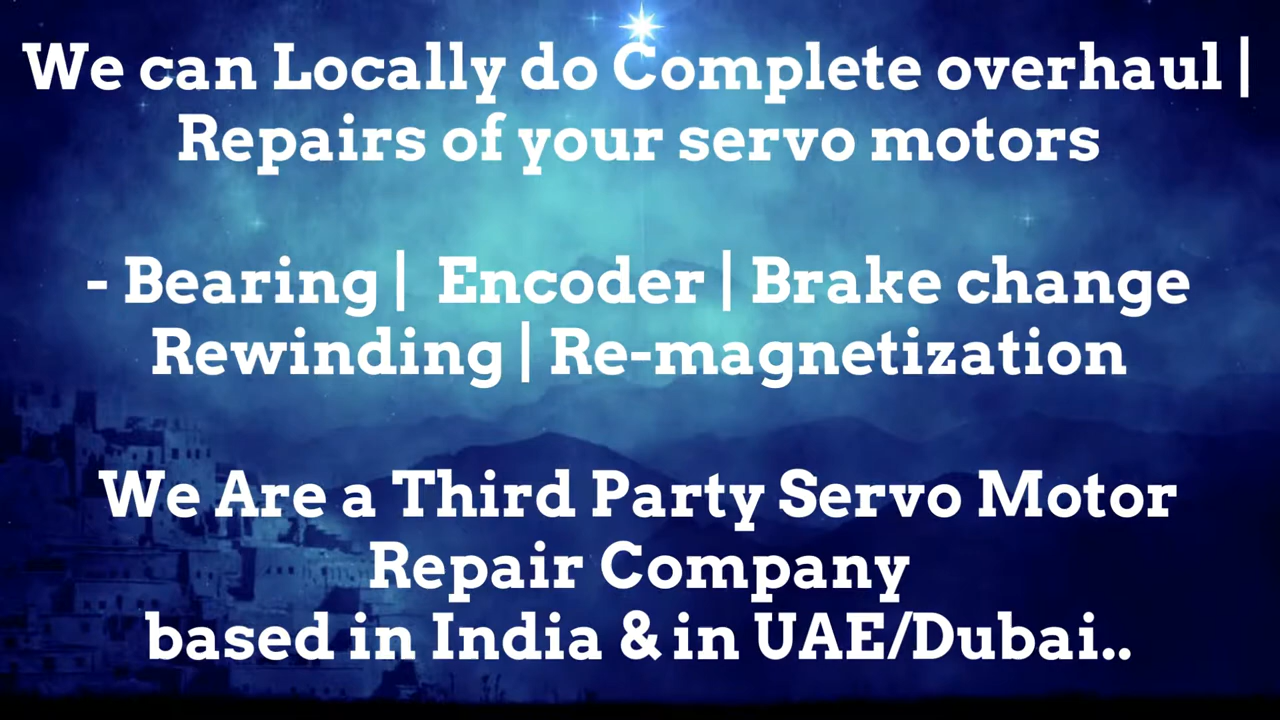 We can Locally do Complete overhaul |
Repairs of your servo motors
- Bearing | Encoder | Brake change
Rewinding | Re-magnetization
We Are a Third Party Servo Motor
Repair Company
based in India & in UAE/Dubai..